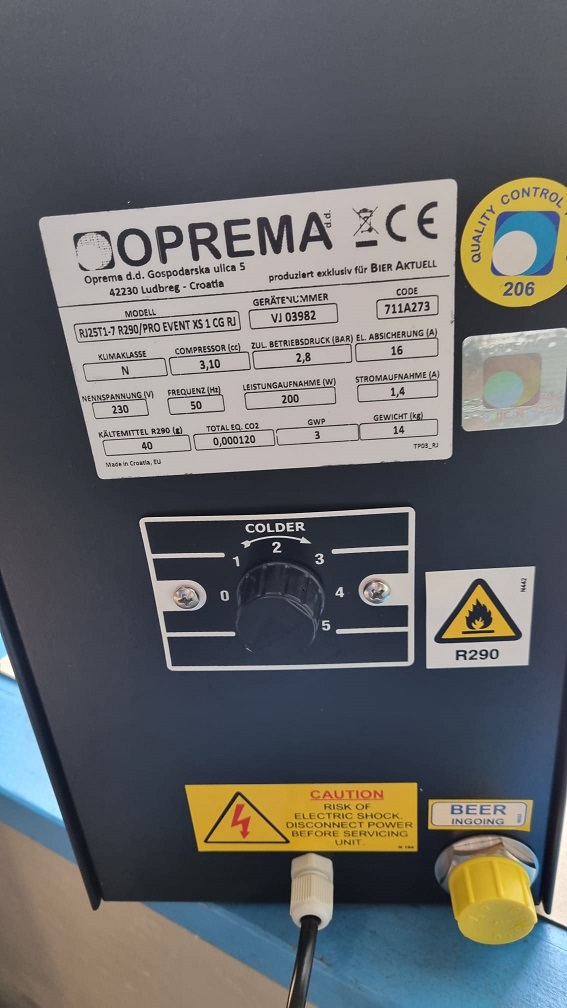 OPREMA d.d. CE
Oprema d.d. Gospodarska ulica 5
42230 Ludbreg - Croatia
produziert exklusiv für BIER AKTUELL
MODELL
RJ25T1-7 R290/PRO EVENT XS 1 CG RJ
GERÄTENUMMER
VJ 03982
CODE
711A273
KLIMAKLASSE
N
COMPRESSOR (cc)
3,10
ZUL. BETRIEBSDRUCK (BAR)
2,8
EL. ABSICHERUNG (A)
16
NENNSPANNUNG (V)
230
FREQUENZ (Hz)
50
LEISTUNGAUFNAHME (W)
200
STROMAUFNAHME (A)
1,4
KÄLTEMITTEL R290 (g)
40
TOTAL EQ. CO2
0,000120
GWP
3
GEWICHT (kg)
14
Made in Croatia, EU
TP03_RJ
QUALITY CONTROL
206
COLDER
0 1 2 3 4 5
N442
R290
CAUTION
RISK OF
ELECTRIC SHOCK.
DISCONNECT POWER
BEFORE SERVICING
UNIT.
BEER
INGOING